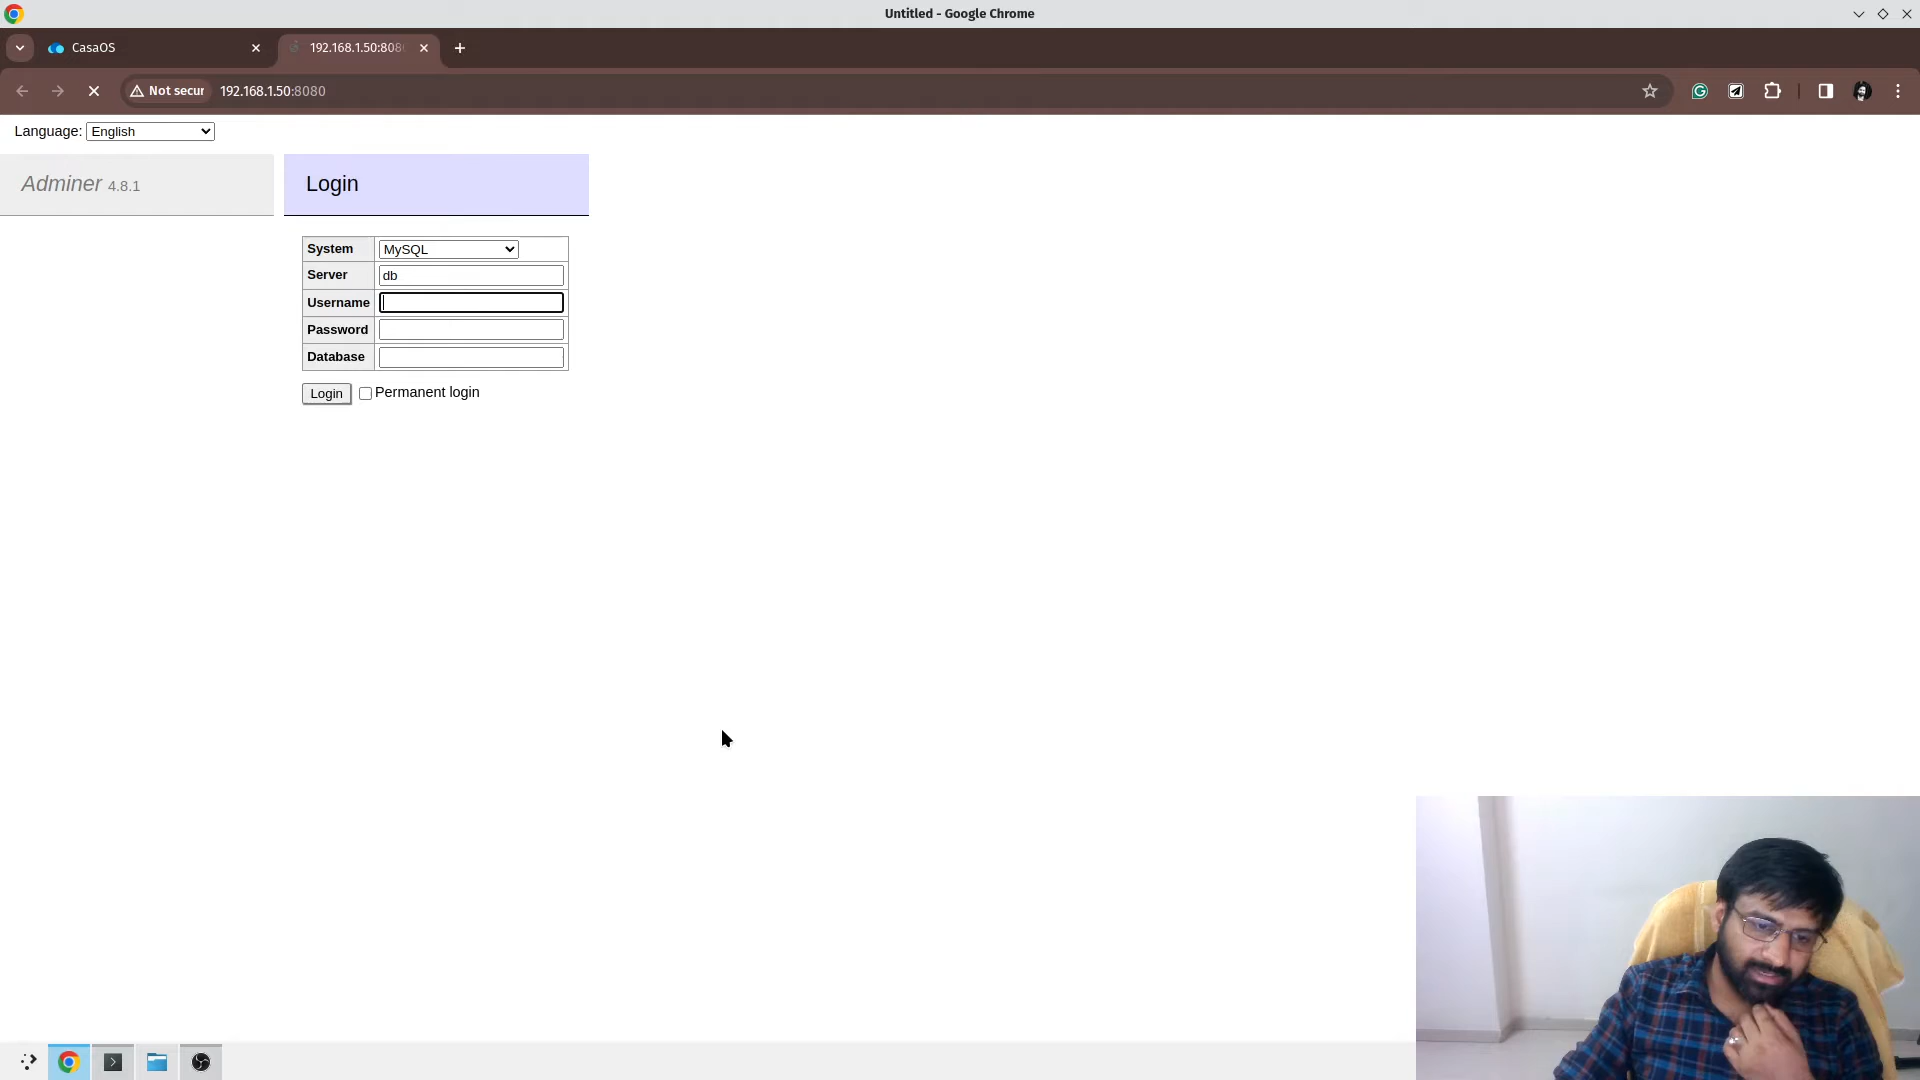 Untitled - Google Chrome
CasaOS
192.168.1.50:808
Not secur
192.168.1.50:8080
Language: English
Adminer 4.8.1
Login
System MySQL
Server db
Username
Password
Database
Login Permanent login